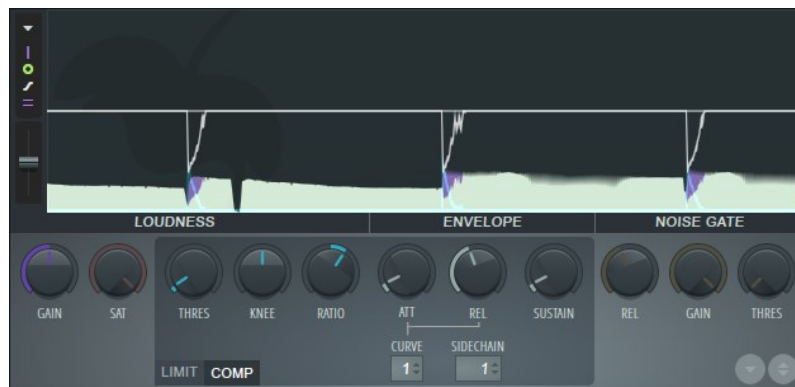 LOUDNESS ENVELOPE NOISE GATE
GAIN SAT THRES KNEE RATIO ATT REL SUSTAIN REL GAIN THRES
CURVE SIDECHAIN
1 1
LIMIT COMP